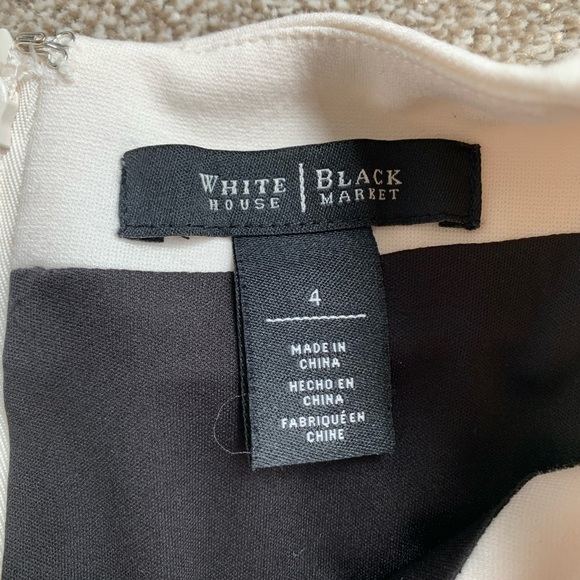 WHITE | BLACK
HOUSE | MARKET
4
MADE IN
CHINA
HECHO EN
CHINA
FABRIQUÉ EN
CHINE